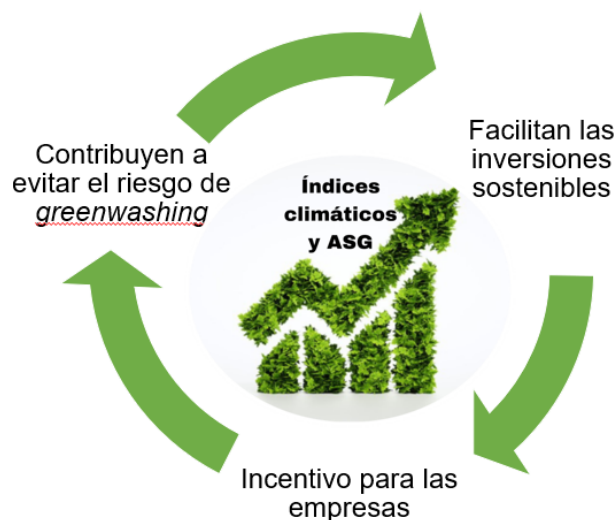 Contribuyen a
evitar el riesgo de
greenwashing
Facilitan las
inversiones
sostenibles
Índices
climáticos
y ASG
Incentivo para las
empresas